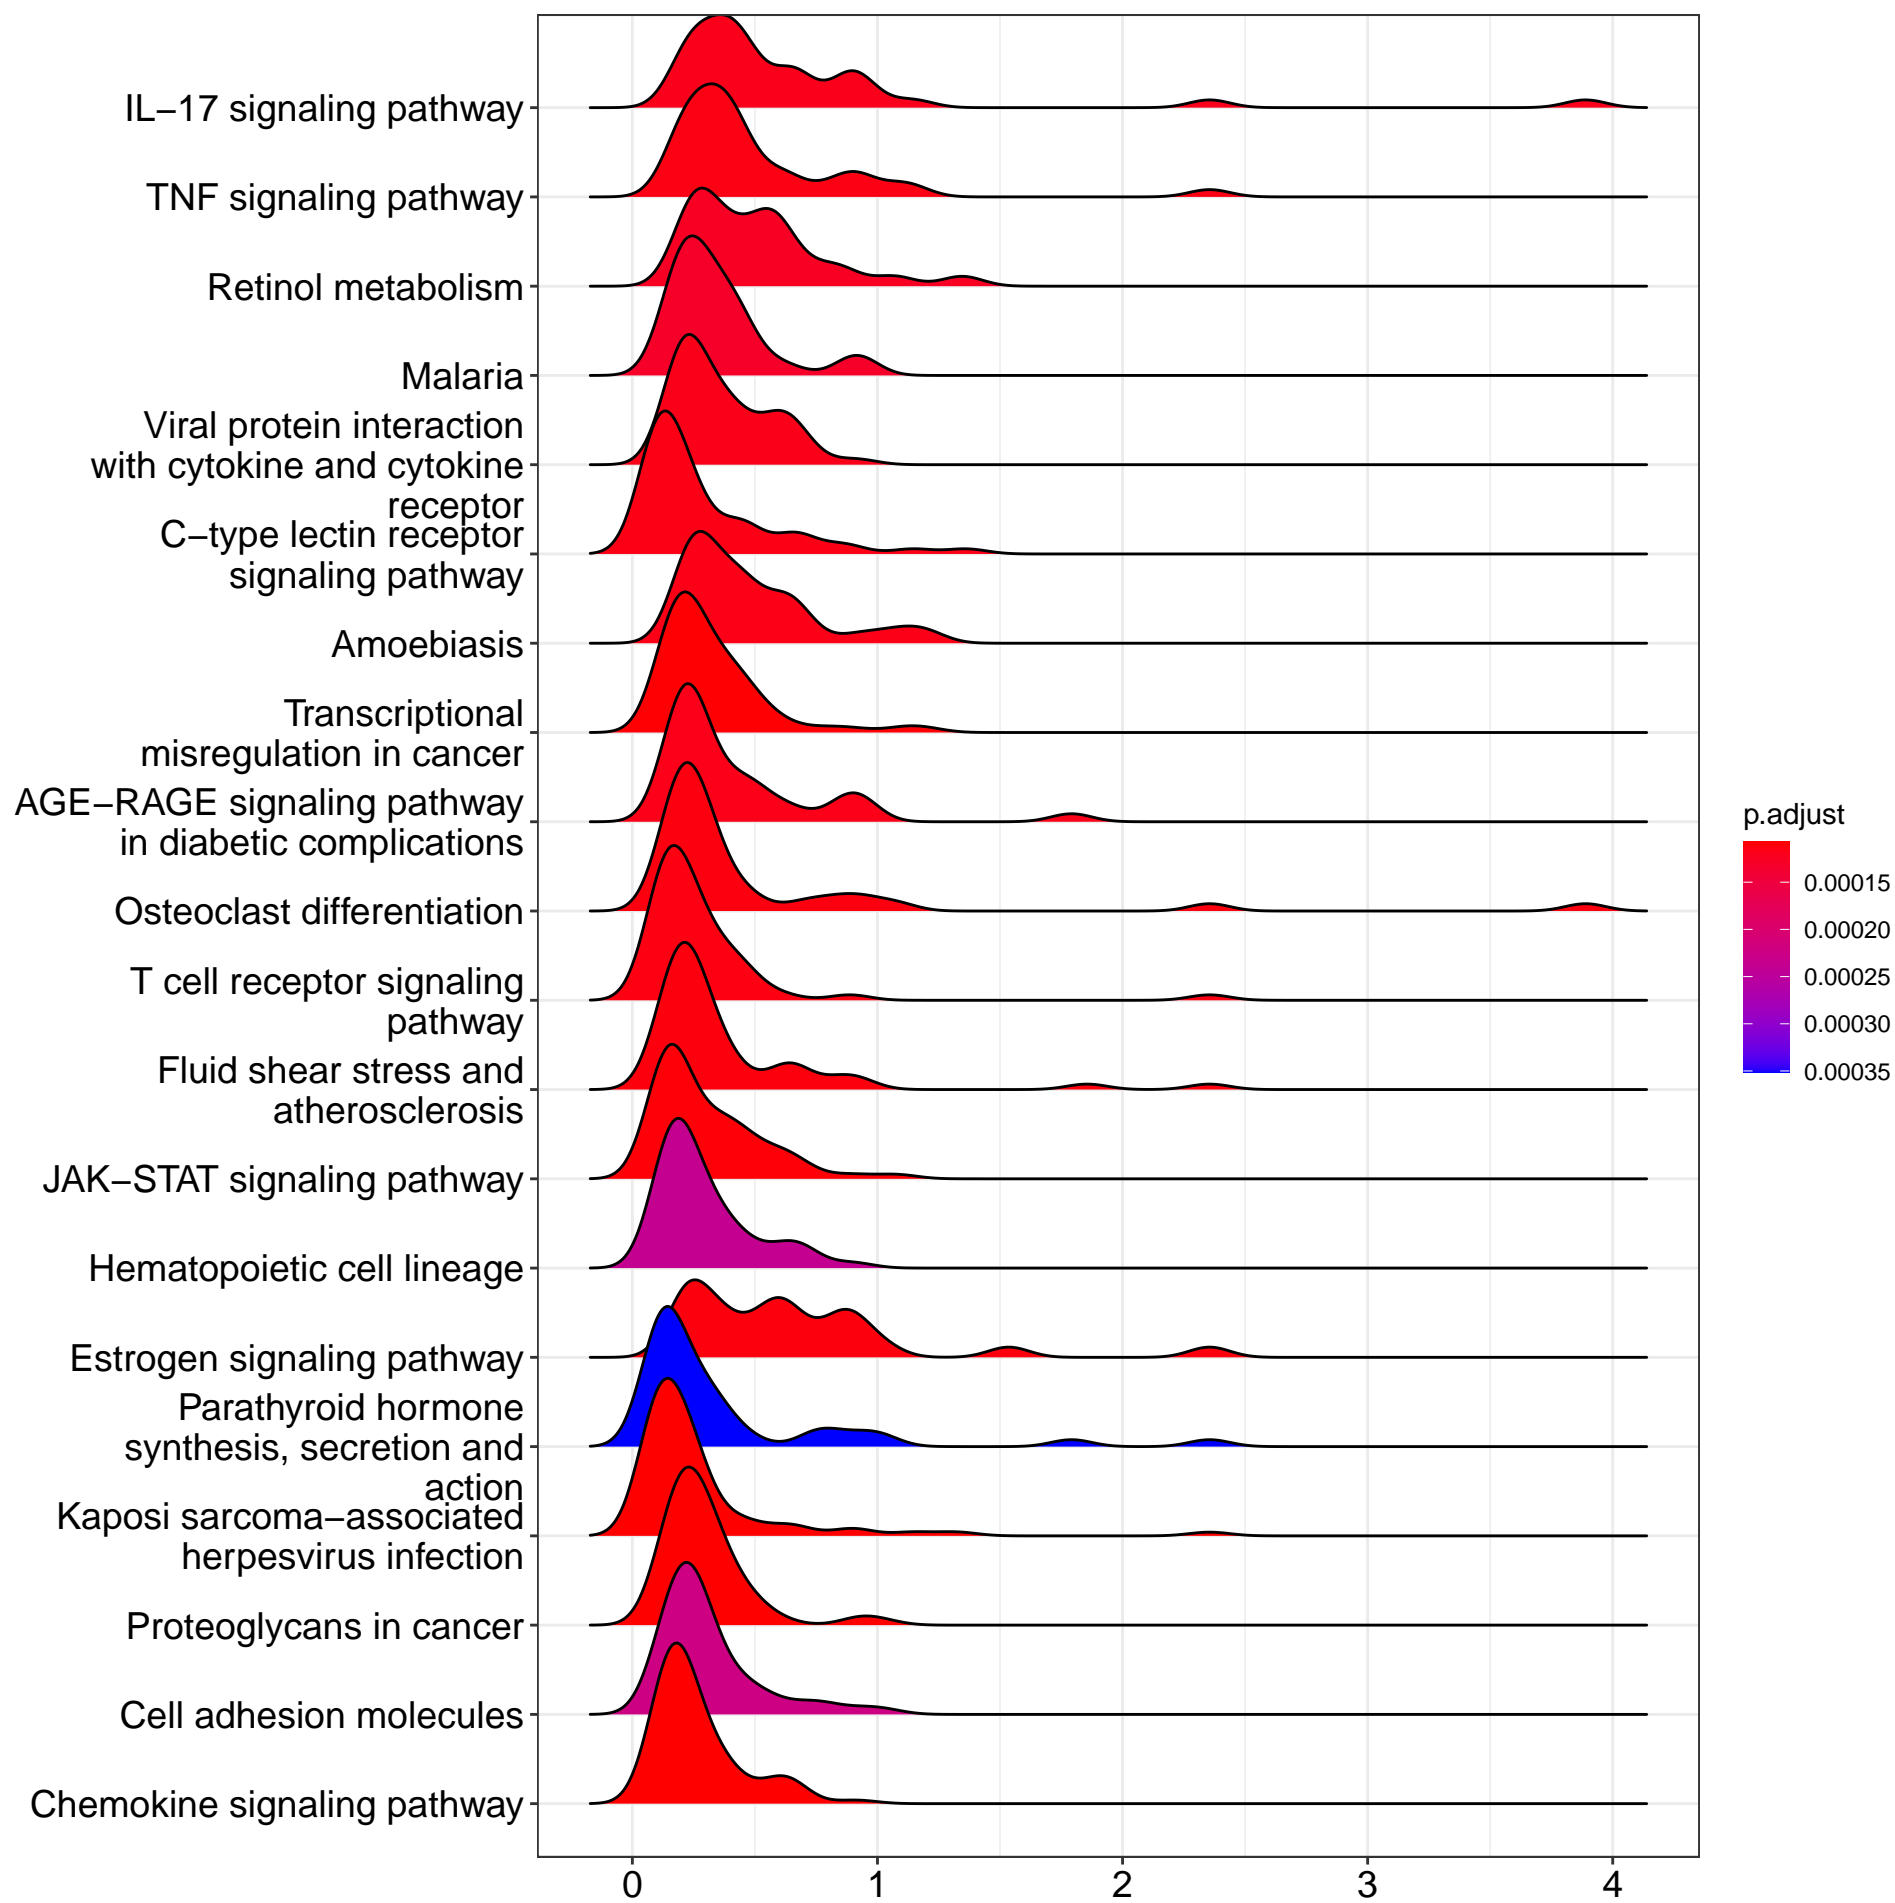 IL−17 signaling pathway
TNF signaling pathway
Retinol metabolism
Malaria
Viral protein interaction
with cytokine and cytokine
receptor
C−type lectin receptor
signaling pathway
Amoebiasis
Transcriptional
misregulation in cancer
AGE−RAGE signaling pathway
in diabetic complications
Osteoclast differentiation
T cell receptor signaling
pathway
Fluid shear stress and
atherosclerosis
JAK−STAT signaling pathway
Hematopoietic cell lineage
Estrogen signaling pathway
Parathyroid hormone
synthesis, secretion and
action
Kaposi sarcoma−associated
herpesvirus infection
Proteoglycans in cancer
Cell adhesion molecules
Chemokine signaling pathway
0 1 2 3 4
p.adjust
0.00015
0.00020
0.00025
0.00030
0.00035